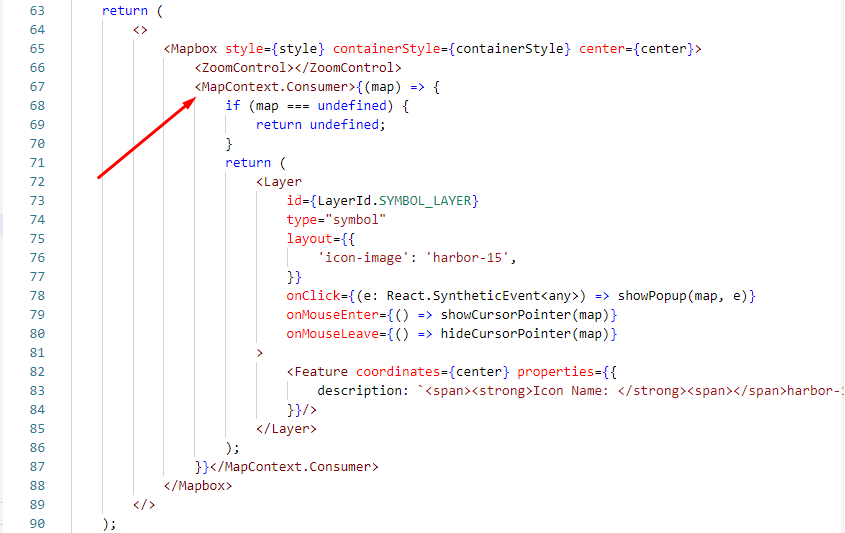 63 return (
64 <>
65 <Mapbox style={style} containerStyle={containerStyle} center={center}>
66 <ZoomControl></ZoomControl>
67 <MapContext.Consumer>{(map) => {
68 if (map === undefined) {
69 return undefined;
70 }
71 return (
72 <Layer
73 id={LayerId.SYMBOL_LAYER}
74 type="symbol"
75 layout={{
76 'icon-image': 'harbor-15',
77 }}
78 onClick={(e: React.SyntheticEvent<any>) => showPopup(map, e)}
79 onMouseEnter={() => showCursorPointer(map)}
80 onMouseLeave={() => hideCursorPointer(map)}
81 >
82 <Feature coordinates={center} properties={{
83 description: `<span><strong>Icon Name: </strong><span></span>harbor-1
84 }}/>
85 </Layer>
86 );
87 }}</MapContext.Consumer>
88 </Mapbox>
89 </>
90 );